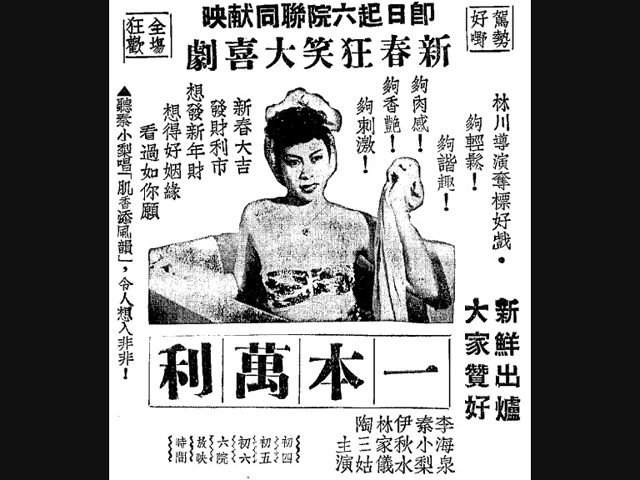 即日起六院聯同献映
新春狂笑大喜劇
駕勢
好嘢
全場
狂歡
林川導演奪標好戲。
夠輕鬆！
夠諧趣！
夠肉感！
夠香艷！
夠刺激！
新春大吉
發財利市
想發新年財
想得好姻緣
看過如你願
▲聽秦小梨唱「肌香添風韻」，令人想入非非！
新鮮出爐
大家贊好
一本萬利
李海泉
秦小梨
伊秋水
林家儀
陶三姑
主演
初四
初五
初六
六院
放映
時間